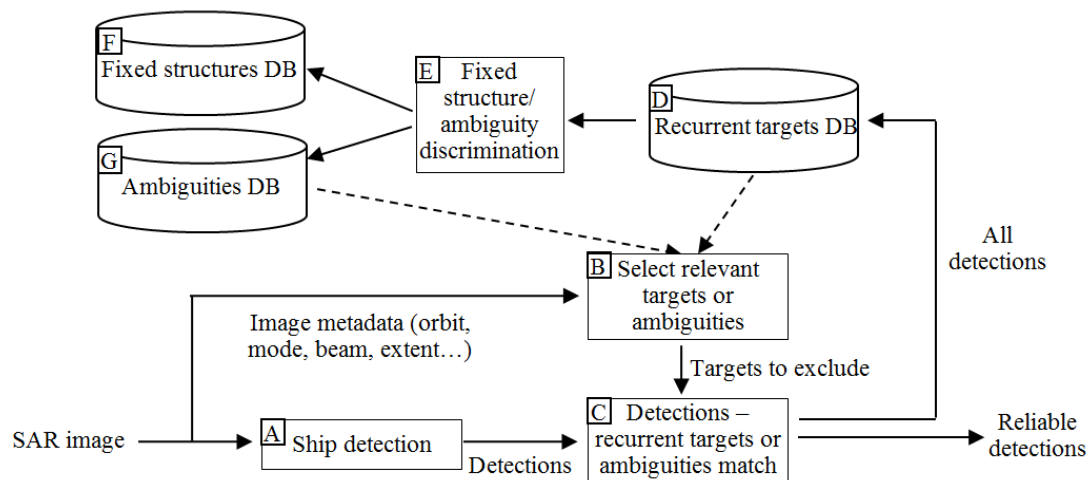 F
Fixed structures DB
G
Ambiguities DB
E
Fixed
structure/
ambiguity
discrimination
D
Recurrent targets DB
All
detections
B
Select relevant
targets or
ambiguities
Image metadata (orbit,
mode, beam, extent…)
Targets to exclude
SAR image
A
Ship detection
Detections
C
Detections –
recurrent targets or
ambiguities match
Reliable
detections